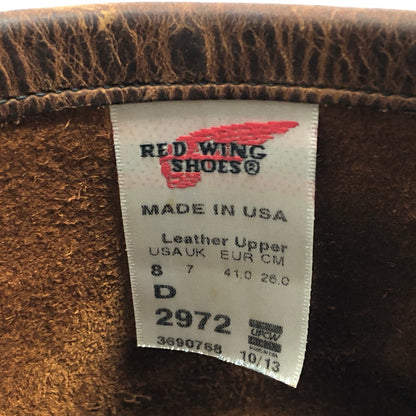 RED WING
SHOES®
MADE IN USA
Leather Upper
USA UK EUR CM
8 7 41.0 26.0
D
2972
UFCW
3690768 10/13